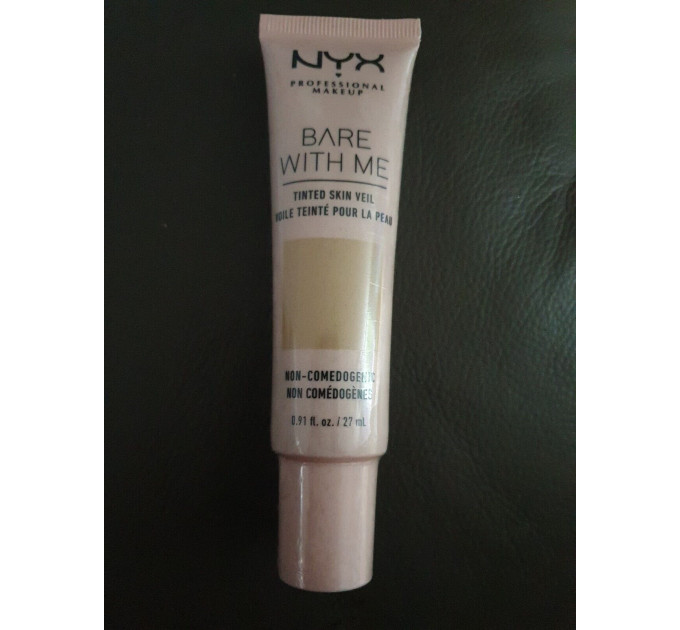 NYX
PROFESSIONAL
MAKEUP
BARE
WITH ME
TINTED SKIN VEIL
VOILE TEINTÉ POUR LA PEAU
NON-COMEDOGENIC
NON COMÉDOGÈNES
0.91 fl. oz. / 27 mL